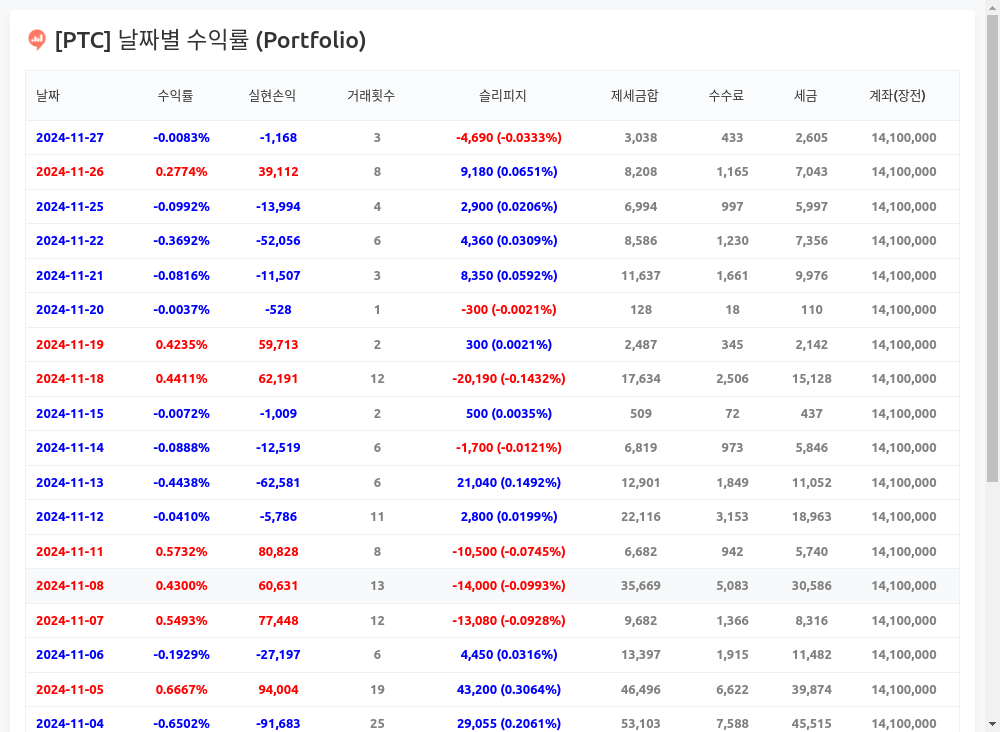 [PTC] 날짜별 수익률 (Portfolio)
날짜 수익률 실현손익 거래횟수 슬리피지 제세금합 수수료 세금 계좌(장전)
2024-11-27 -0.0083% -1,168 3 -4,690 (-0.0333%) 3,038 433 2,605 14,100,000
2024-11-26 0.2774% 39,112 8 9,180 (0.0651%) 8,208 1,165 7,043 14,100,000
2024-11-25 -0.0992% -13,994 4 2,900 (0.0206%) 6,994 997 5,997 14,100,000
2024-11-22 -0.3692% -52,056 6 4,360 (0.0309%) 8,586 1,230 7,356 14,100,000
2024-11-21 -0.0816% -11,507 3 8,350 (0.0592%) 11,637 1,661 9,976 14,100,000
2024-11-20 -0.0037% -528 1 -300 (-0.0021%) 128 18 110 14,100,000
2024-11-19 0.4235% 59,713 2 300 (0.0021%) 2,487 345 2,142 14,100,000
2024-11-18 0.4411% 62,191 12 -20,190 (-0.1432%) 17,634 2,506 15,128 14,100,000
2024-11-15 -0.0072% -1,009 2 500 (0.0035%) 509 72 437 14,100,000
2024-11-14 -0.0888% -12,519 6 -1,700 (-0.0121%) 6,819 973 5,846 14,100,000
2024-11-13 -0.4438% -62,581 6 21,040 (0.1492%) 12,901 1,849 11,052 14,100,000
2024-11-12 -0.0410% -5,786 11 2,800 (0.0199%) 22,116 3,153 18,963 14,100,000
2024-11-11 0.5732% 80,828 8 -10,500 (-0.0745%) 6,682 942 5,740 14,100,000
2024-11-08 0.4300% 60,631 13 -14,000 (-0.0993%) 35,669 5,083 30,586 14,100,000
2024-11-07 0.5493% 77,448 12 -13,080 (-0.0928%) 9,682 1,366 8,316 14,100,000
2024-11-06 -0.1929% -27,197 6 4,450 (0.0316%) 13,397 1,915 11,482 14,100,000
2024-11-05 0.6667% 94,004 19 43,200 (0.3064%) 46,496 6,622 39,874 14,100,000
2024-11-04 -0.6502% -91,683 25 29,055 (0.2061%) 53,103 7,588 45,515 14,100,000